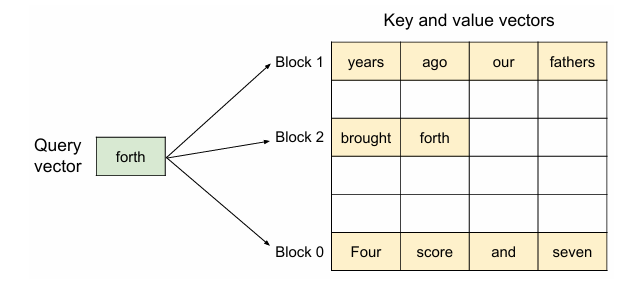 Key and value vectors
Block 1 years ago our fathers
Query vector
forth
Block 2 brought forth
Block 0 Four score and seven